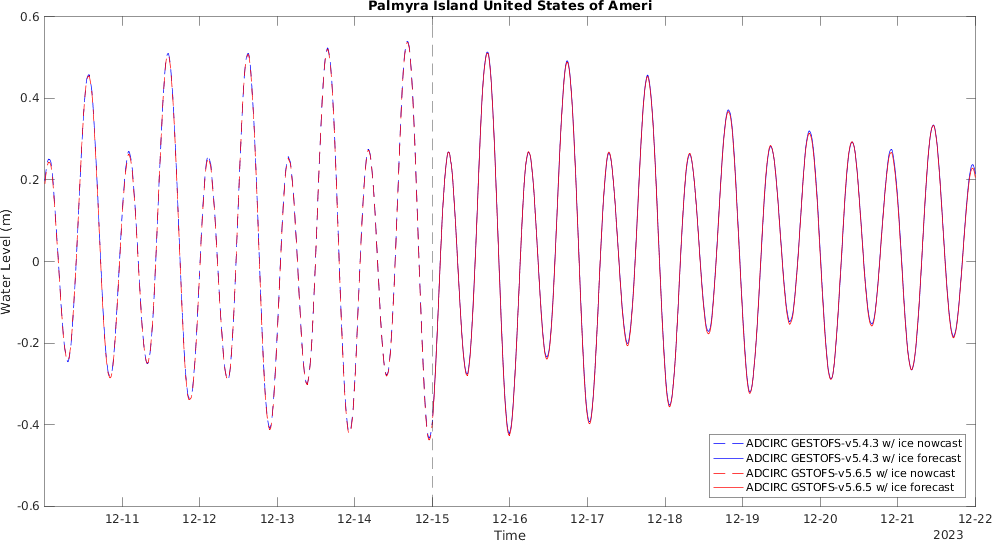 Palmyra Island United States of Ameri
0.6
0.4
0.2
0
-0.2
-0.4
-0.6
Water Level (m)
ADCIRC GESTOFS-v5.4.3 w/ ice nowcast
ADCIRC GESTOFS-v5.4.3 w/ ice forecast
ADCIRC GSTOFS-v5.6.5 w/ ice nowcast
ADCIRC GSTOFS-v5.6.5 w/ ice forecast
12-11 12-12 12-13 12-14 12-15 12-16 12-17 12-18 12-19 12-20 12-21 12-22
Time
2023